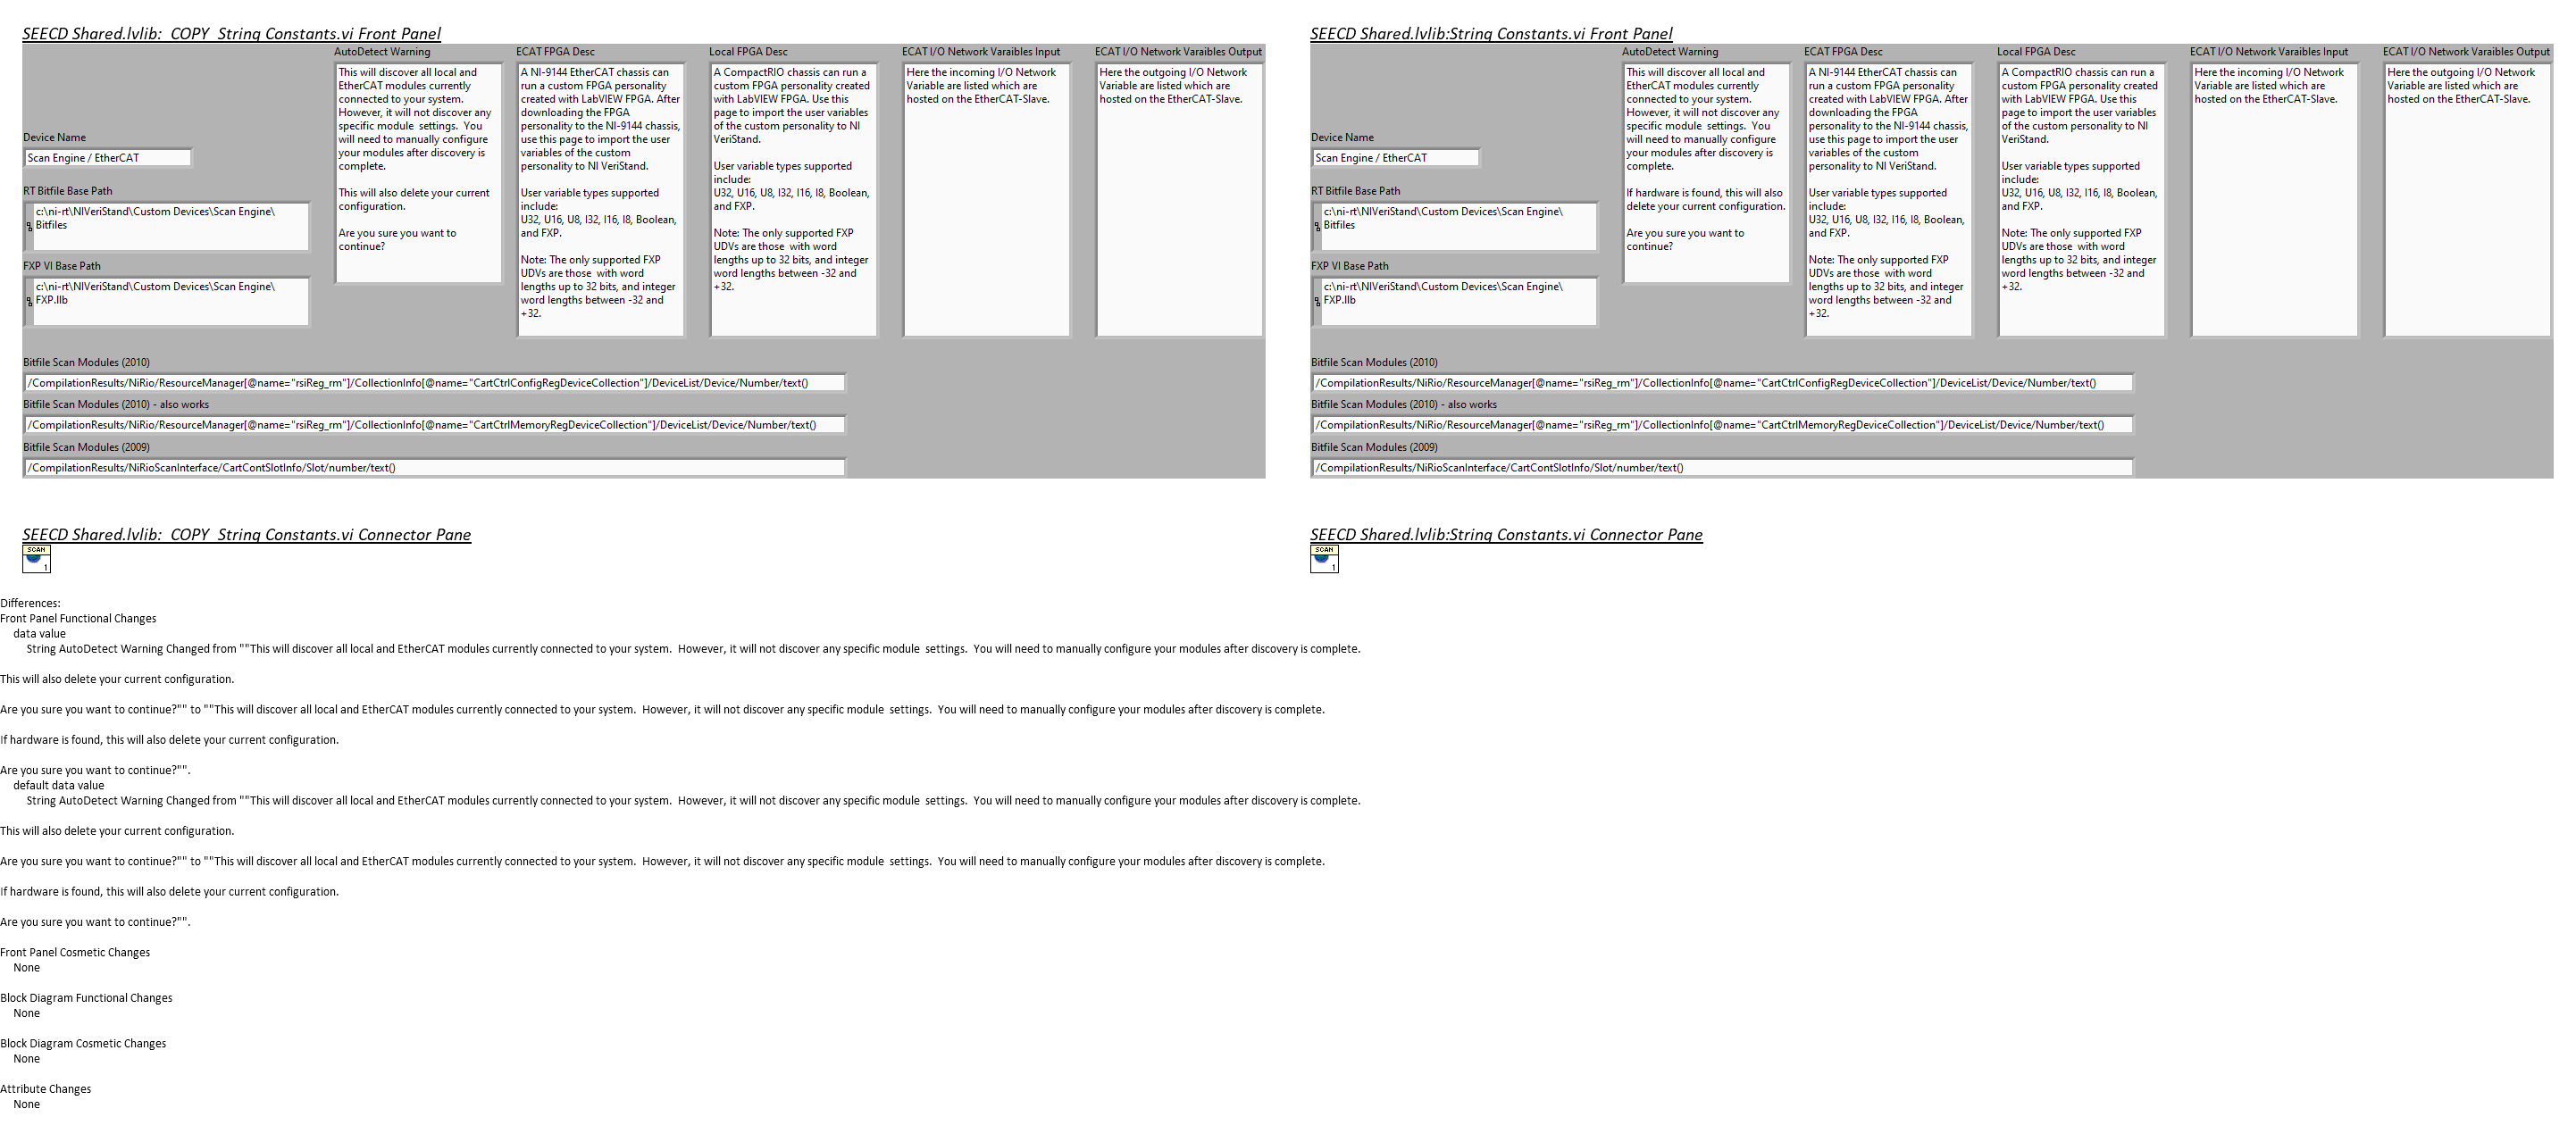 SEECD Shared.lvlib:  COPY  String Constants.vi Front Panel
AutoDetect Warning
This will discover all local and
EtherCAT modules currently
connected to your system.
However, it will not discover any
specific module  settings.  You
will need to manually configure
your modules after discovery is
complete.
This will also delete your current
configuration.
Are you sure you want to
continue?
ECAT FPGA Desc
A NI-9144 EtherCAT chassis can
run a custom FPGA personality
created with LabVIEW FPGA. After
downloading the FPGA
personality to the NI-9144 chassis,
use this page to import the user
variables of the custom
personality to NI VeriStand.
User variable types supported
include:
U32, U16, U8, I32, I16, I8, Boolean,
and FXP.
Note: The only supported FXP
UDVs are those  with word
lengths up to 32 bits, and integer
word lengths between -32 and
+32.
Local FPGA Desc
A CompactRIO chassis can run a
custom FPGA personality created
with LabVIEW FPGA. Use this
page to import the user variables
of the custom personality to NI
VeriStand.
User variable types supported
include:
U32, U16, U8, I32, I16, I8, Boolean,
and FXP.
Note: The only supported FXP
UDVs are those  with word
lengths up to 32 bits, and integer
word lengths between -32 and
+32.
ECAT I/O Network Varaibles Input
Here the incoming I/O Network
Variable are listed which are
hosted on the EtherCAT-Slave.
ECAT I/O Network Varaibles Output
Here the outgoing I/O Network
Variable are listed which are
hosted on the EtherCAT-Slave.
Device Name
Scan Engine / EtherCAT
RT Bitfile Base Path
c:\ni-rt\NIVeriStand\Custom Devices\Scan Engine\
Bitfiles
FXP VI Base Path
c:\ni-rt\NIVeriStand\Custom Devices\Scan Engine\
FXP.llb
Bitfile Scan Modules (2010)
/CompilationResults/NiRio/ResourceManager[@name="rsiReg_rm"]/CollectionInfo[@name="CartCtrlConfigRegDeviceCollection"]/DeviceList/Device/Number/text()
Bitfile Scan Modules (2010) - also works
/CompilationResults/NiRio/ResourceManager[@name="rsiReg_rm"]/CollectionInfo[@name="CartCtrlMemoryRegDeviceCollection"]/DeviceList/Device/Number/text()
Bitfile Scan Modules (2009)
/CompilationResults/NiRioScanInterface/CartContSlotInfo/Slot/number/text()
SEECD Shared.lvlib:String Constants.vi Front Panel
AutoDetect Warning
This will discover all local and
EtherCAT modules currently
connected to your system.
However, it will not discover any
specific module  settings.  You
will need to manually configure
your modules after discovery is
complete.
If hardware is found, this will also
delete your current configuration.
Are you sure you want to
continue?
ECAT FPGA Desc
A NI-9144 EtherCAT chassis can
run a custom FPGA personality
created with LabVIEW FPGA. After
downloading the FPGA
personality to the NI-9144 chassis,
use this page to import the user
variables of the custom
personality to NI VeriStand.
User variable types supported
include:
U32, U16, U8, I32, I16, I8, Boolean,
and FXP.
Note: The only supported FXP
UDVs are those  with word
lengths up to 32 bits, and integer
word lengths between -32 and
+32.
Local FPGA Desc
A CompactRIO chassis can run a
custom FPGA personality created
with LabVIEW FPGA. Use this
page to import the user variables
of the custom personality to NI
VeriStand.
User variable types supported
include:
U32, U16, U8, I32, I16, I8, Boolean,
and FXP.
Note: The only supported FXP
UDVs are those  with word
lengths up to 32 bits, and integer
word lengths between -32 and
+32.
ECAT I/O Network Varaibles Input
Here the incoming I/O Network
Variable are listed which are
hosted on the EtherCAT-Slave.
ECAT I/O Network Varaibles Output
Here the outgoing I/O Network
Variable are listed which are
hosted on the EtherCAT-Slave.
Device Name
Scan Engine / EtherCAT
RT Bitfile Base Path
c:\ni-rt\NIVeriStand\Custom Devices\Scan Engine\
Bitfiles
FXP VI Base Path
c:\ni-rt\NIVeriStand\Custom Devices\Scan Engine\
FXP.llb
Bitfile Scan Modules (2010)
/CompilationResults/NiRio/ResourceManager[@name="rsiReg_rm"]/CollectionInfo[@name="CartCtrlConfigRegDeviceCollection"]/DeviceList/Device/Number/text()
Bitfile Scan Modules (2010) - also works
/CompilationResults/NiRio/ResourceManager[@name="rsiReg_rm"]/CollectionInfo[@name="CartCtrlMemoryRegDeviceCollection"]/DeviceList/Device/Number/text()
Bitfile Scan Modules (2009)
/CompilationResults/NiRioScanInterface/CartContSlotInfo/Slot/number/text()
SEECD Shared.lvlib:  COPY  String Constants.vi Connector Pane
SCAN
1
SEECD Shared.lvlib:String Constants.vi Connector Pane
SCAN
1
Differences:
Front Panel Functional Changes
data value
String AutoDetect Warning Changed from ""This will discover all local and EtherCAT modules currently connected to your system.  However, it will not discover any specific module  settings.  You will need to manually configure your modules after discovery is complete.
This will also delete your current configuration.
Are you sure you want to continue?"" to ""This will discover all local and EtherCAT modules currently connected to your system.  However, it will not discover any specific module  settings.  You will need to manually configure your modules after discovery is complete.
If hardware is found, this will also delete your current configuration.
Are you sure you want to continue?"".
default data value
String AutoDetect Warning Changed from ""This will discover all local and EtherCAT modules currently connected to your system.  However, it will not discover any specific module  settings.  You will need to manually configure your modules after discovery is complete.
This will also delete your current configuration.
Are you sure you want to continue?"" to ""This will discover all local and EtherCAT modules currently connected to your system.  However, it will not discover any specific module  settings.  You will need to manually configure your modules after discovery is complete.
If hardware is found, this will also delete your current configuration.
Are you sure you want to continue?"".
Front Panel Cosmetic Changes
None
Block Diagram Functional Changes
None
Block Diagram Cosmetic Changes
None
Attribute Changes
None